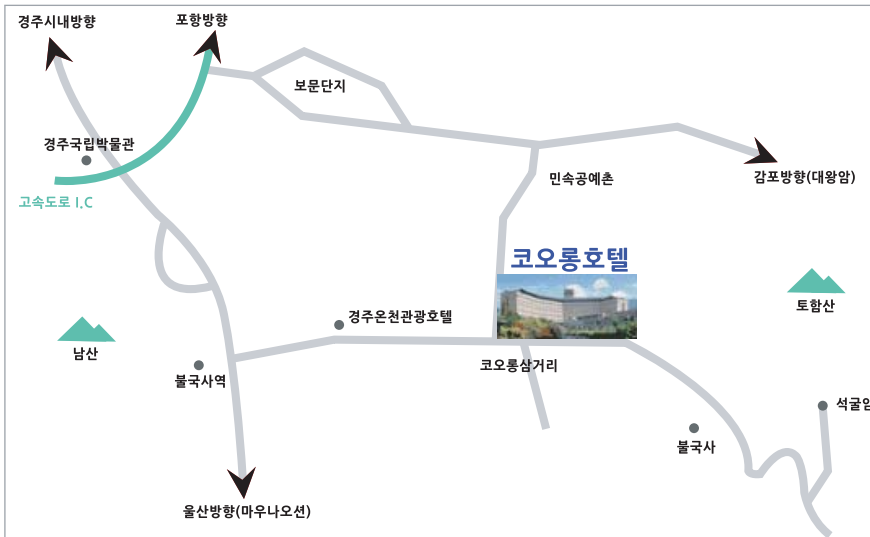 경주시내방향
포항방향
보문단지
경주국립박물관
민속공예촌
감포방향(대왕암)
고속도로 I.C
코오롱호텔
토함산
경주온천관광호텔
남산
코오롱삼거리
불국사역
석굴암
불국사
울산방향(마우나오션)